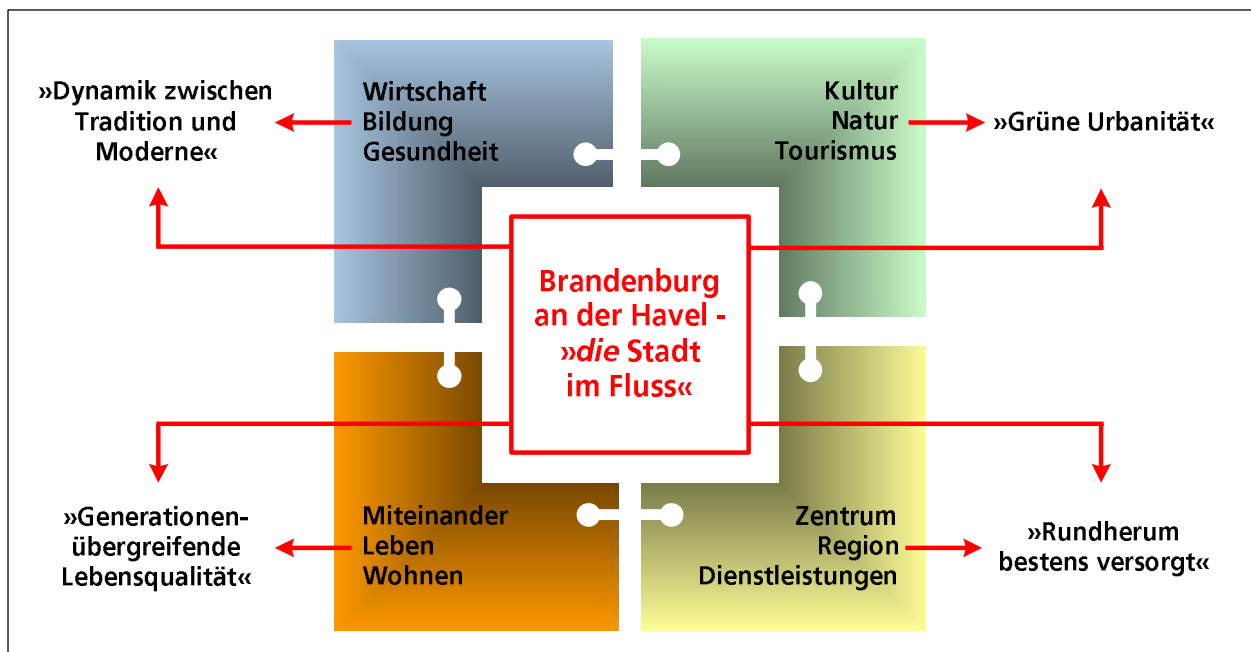 »Dynamik zwischen
Tradition und
Moderne«
Wirtschaft
Bildung
Gesundheit
Kultur
Natur
Tourismus
»Grüne Urbanität«
Brandenburg
an der Havel -
»die Stadt
im Fluss«
»Generationen-
übergreifende
Lebensqualität«
Miteinander
Leben
Wohnen
Zentrum
Region
Dienstleistungen
»Rundherum
bestens versorgt«